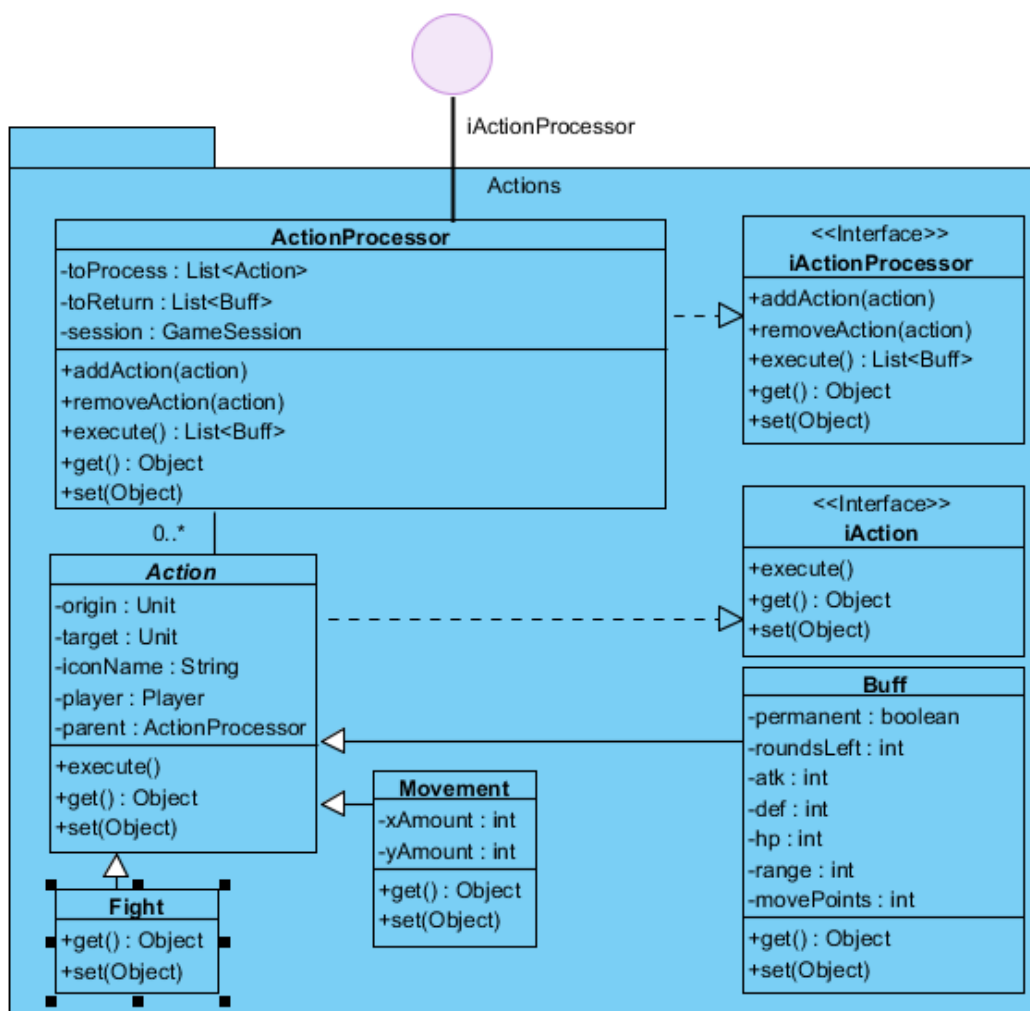 iActionProcessor
Actions
ActionProcessor
-toProcess : List<Action>
-toReturn : List<Buff>
-session : GameSession
+addAction(action)
+removeAction(action)
+execute() : List<Buff>
+get() : Object
+set(Object)
<<Interface>>
iActionProcessor
+addAction(action)
+removeAction(action)
+execute() : List<Buff>
+get() : Object
+set(Object)
0..*
Action
-origin : Unit
-target : Unit
-iconName : String
-player : Player
-parent : ActionProcessor
+execute()
+get() : Object
+set(Object)
<<Interface>>
iAction
+execute()
+get() : Object
+set(Object)
Buff
-permanent : boolean
-roundsLeft : int
-atk : int
-def : int
-hp : int
-range : int
-movePoints : int
+get() : Object
+set(Object)
Movement
-xAmount : int
-yAmount : int
+get() : Object
+set(Object)
Fight
+get() : Object
+set(Object)